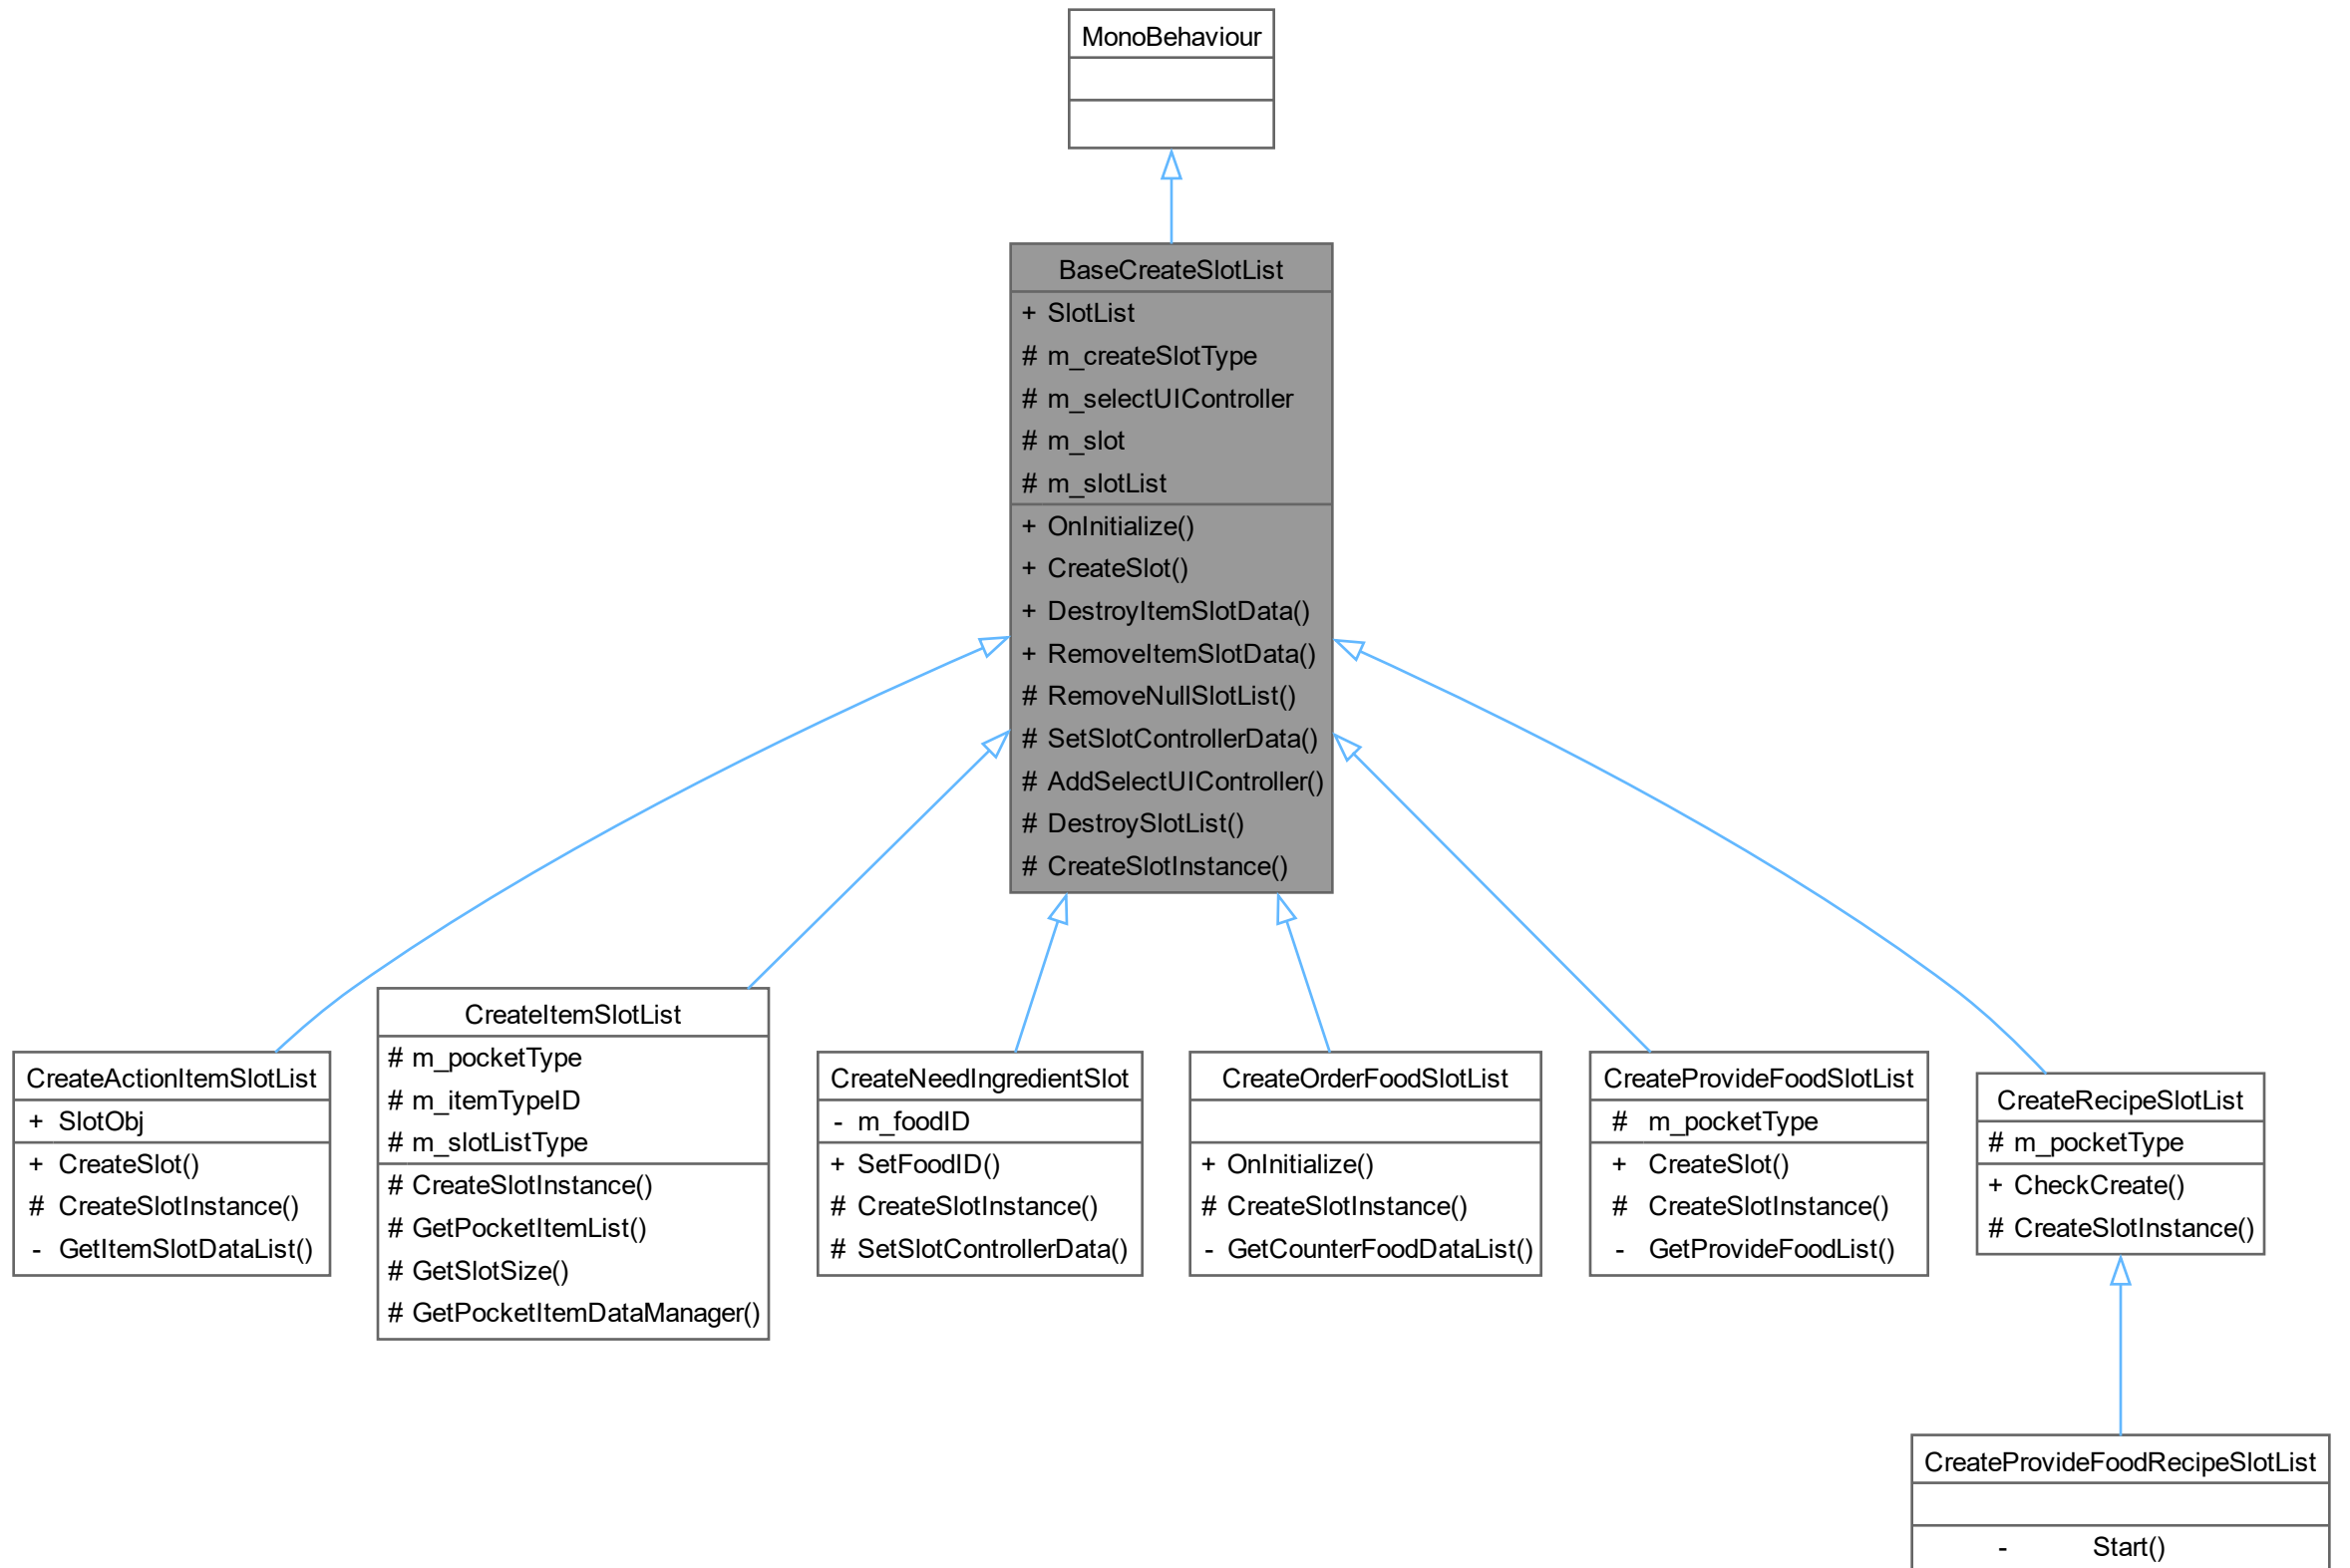 MonoBehaviour
BaseCreateSlotList
+ SlotList
# m_createSlotType
# m_selectUIController
# m_slot
# m_slotList
+ OnInitialize()
+ CreateSlot()
+ DestroyItemSlotData()
+ RemoveItemSlotData()
# RemoveNullSlotList()
# SetSlotControllerData()
# AddSelectUIController()
# DestroySlotList()
# CreateSlotInstance()
CreateActionItemSlotList
+ SlotObj
+ CreateSlot()
# CreateSlotInstance()
- GetItemSlotDataList()
CreateItemSlotList
# m_pocketType
# m_itemTypeID
# m_slotListType
# CreateSlotInstance()
# GetPocketItemList()
# GetSlotSize()
# GetPocketItemDataManager()
CreateNeedIngredientSlot
- m_foodID
+ SetFoodID()
# CreateSlotInstance()
# SetSlotControllerData()
CreateOrderFoodSlotList
+ OnInitialize()
# CreateSlotInstance()
- GetCounterFoodDataList()
CreateProvideFoodSlotList
# m_pocketType
+ CreateSlot()
# CreateSlotInstance()
- GetProvideFoodList()
CreateRecipeSlotList
# m_pocketType
+ CheckCreate()
# CreateSlotInstance()
CreateProvideFoodRecipeSlotList
- Start()